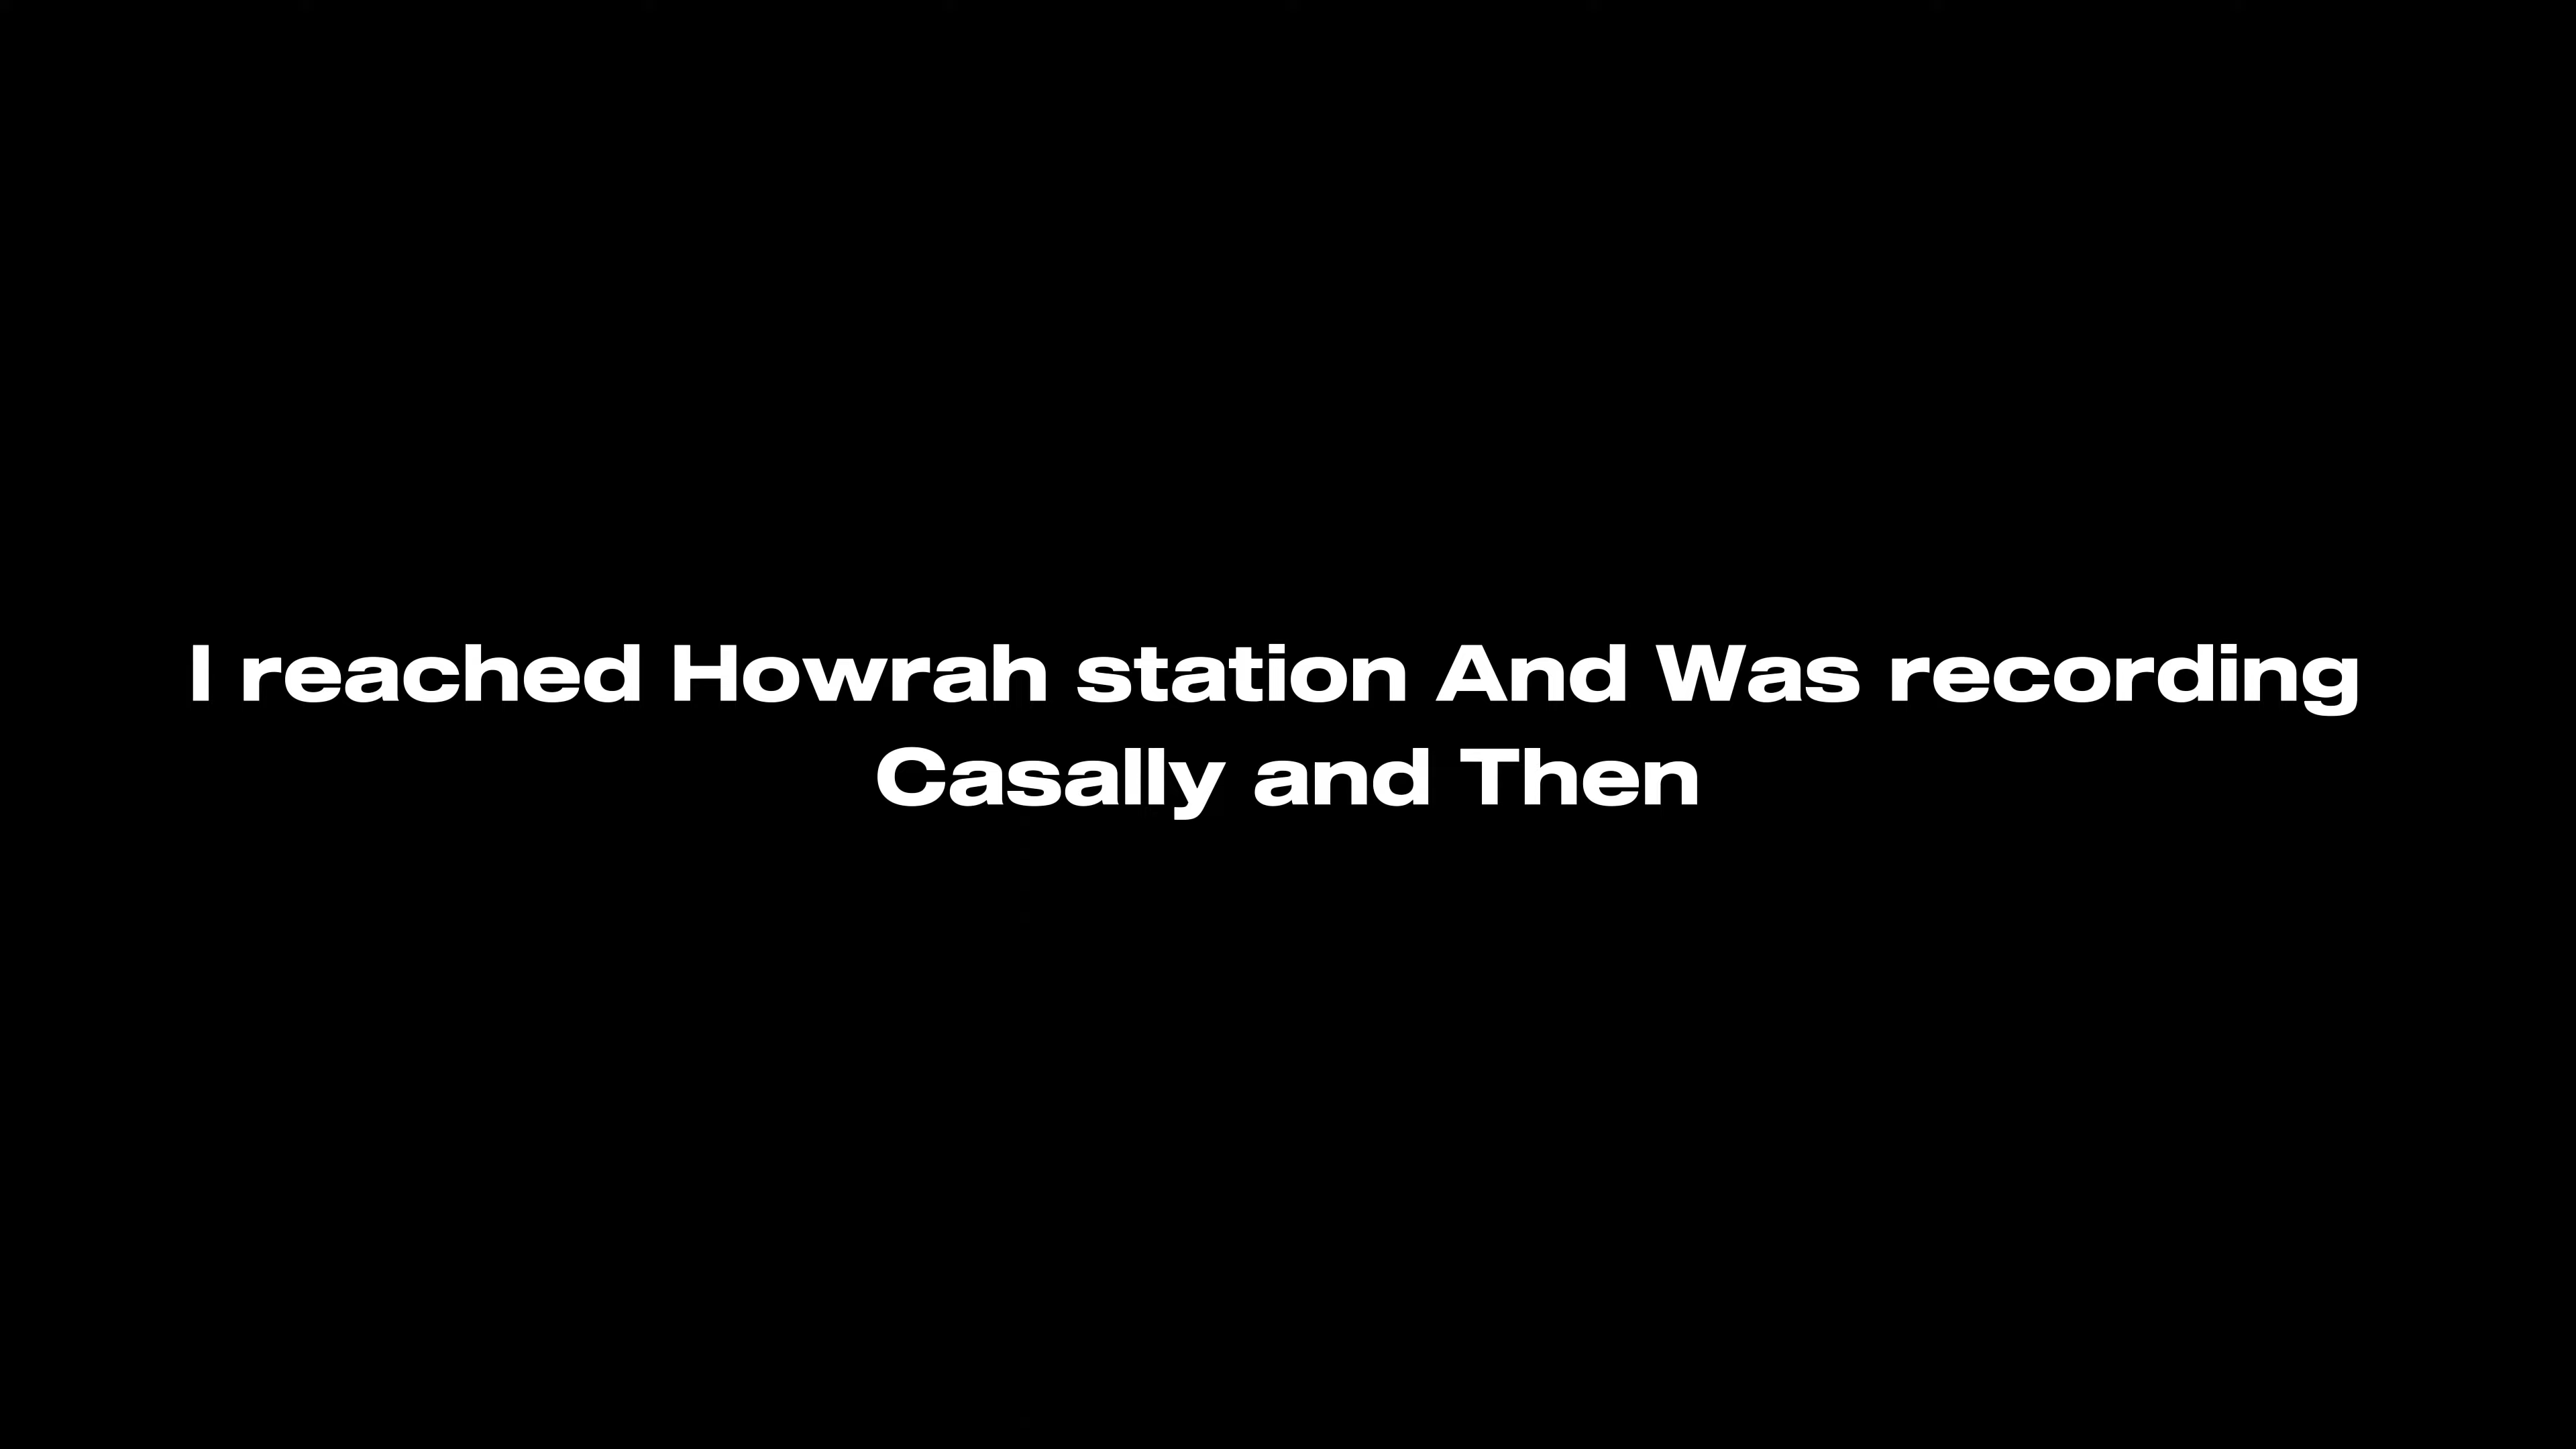 I reached Howrah station And Was recording
Casally and Then